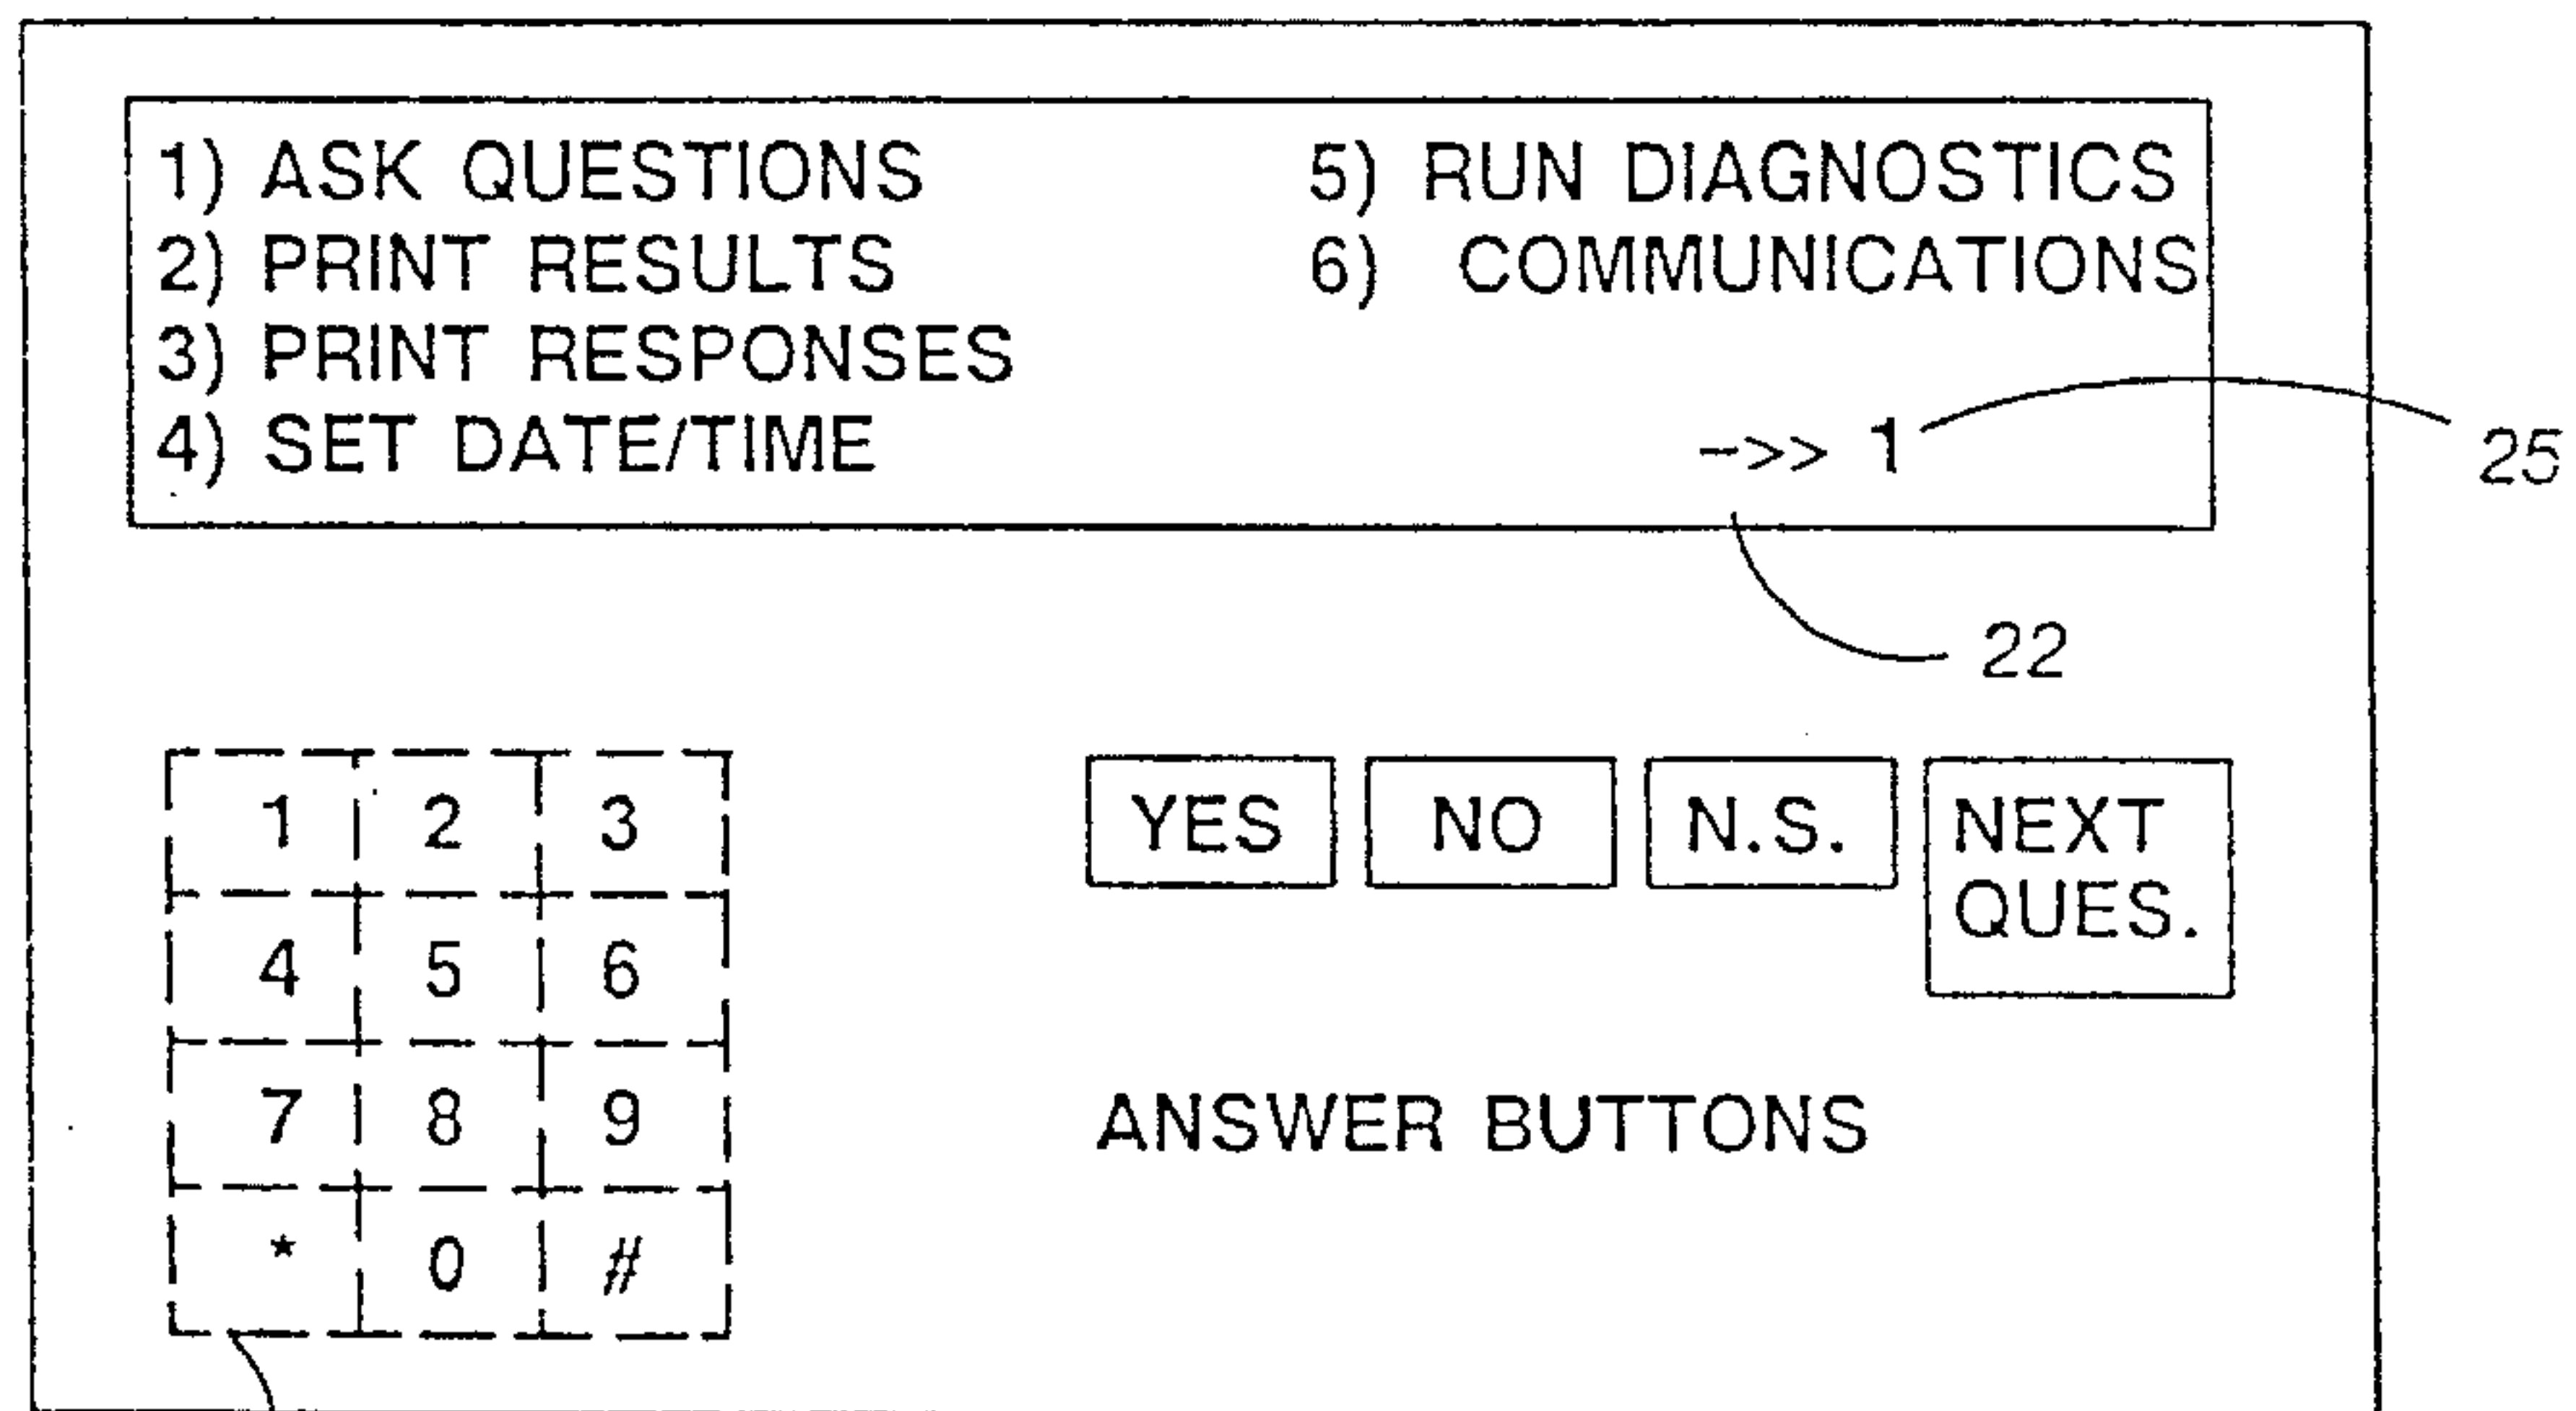 1) ASK QUESTIONS 5) RUN DIAGNOSTICS
2) PRINT RESULTS 6) COMMUNICATIONS
3) PRINT RESPONSES
4) SET DATE/TIME ->> 1
25
22
1 2 3 YES NO N.S. NEXT
QUES.
4 5 6
7 8 9 ANSWER BUTTONS
* 0 #